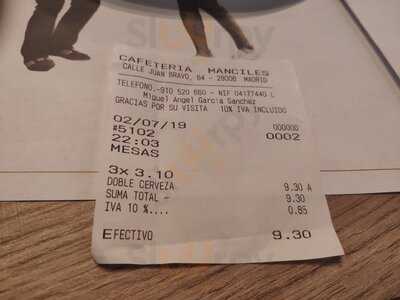 CAFETERIA MANCILES
CALLE JUAN BRAVO, 64 - 28006 MADRID
TELEFONO.-910 520 660 - NIF 04177440 L
Miguel Angel Garcia Sanchez
GRACIAS POR SU VISITA 10% IVA INCLUIDO
02/07/19 000000
#5102 0002
22:03
MESAS
3x 3.10
DOBLE CERVEZA 9.30 A
SUMA TOTAL - 9.30
IVA 10 %.... 0.85
EFECTIVO 9.30